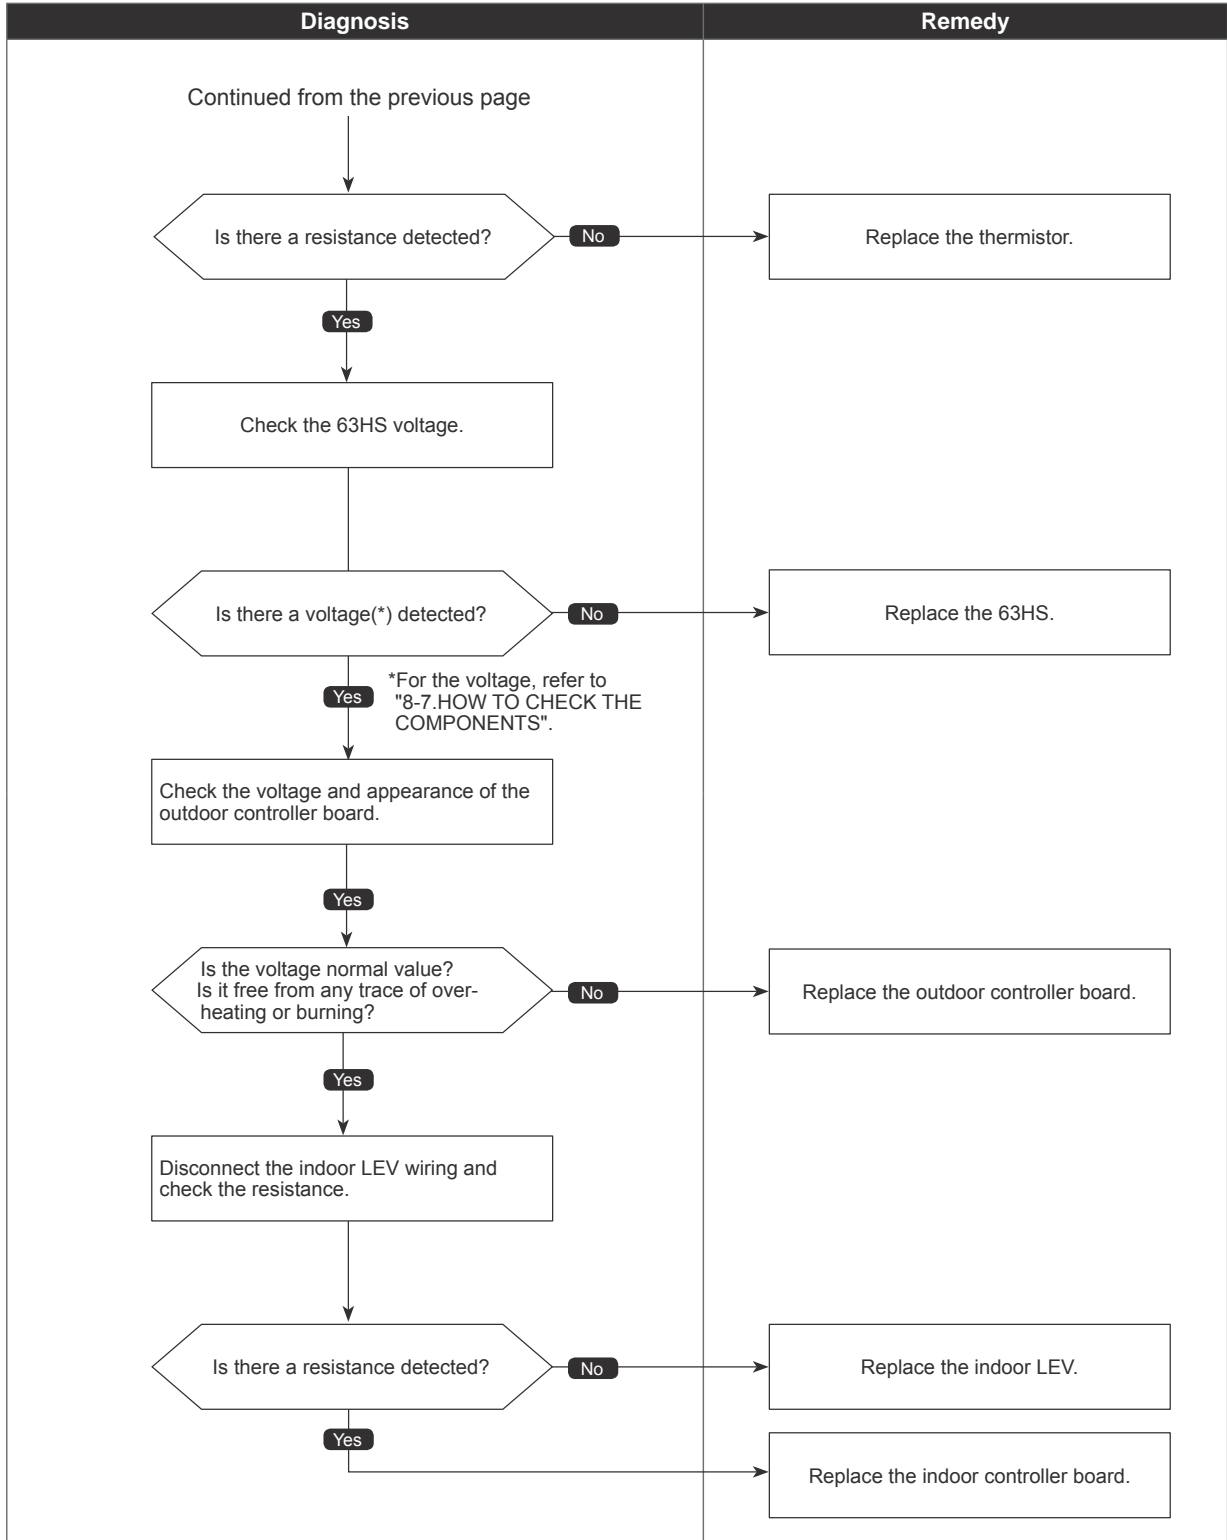 Diagnosis
Remedy
Continued from the previous page
Is there a resistance detected?
No
Replace the thermistor.
Yes
Check the 63HS voltage.
Is there a voltage(*) detected?
No
Replace the 63HS.
Yes
*For the voltage, refer to
"8-7.HOW TO CHECK THE
COMPONENTS".
Check the voltage and appearance of the
outdoor controller board.
Yes
Is the voltage normal value?
Is it free from any trace of over-
heating or burning?
No
Replace the outdoor controller board.
Yes
Disconnect the indoor LEV wiring and
check the resistance.
Is there a resistance detected?
No
Replace the indoor LEV.
Yes
Replace the indoor controller board.